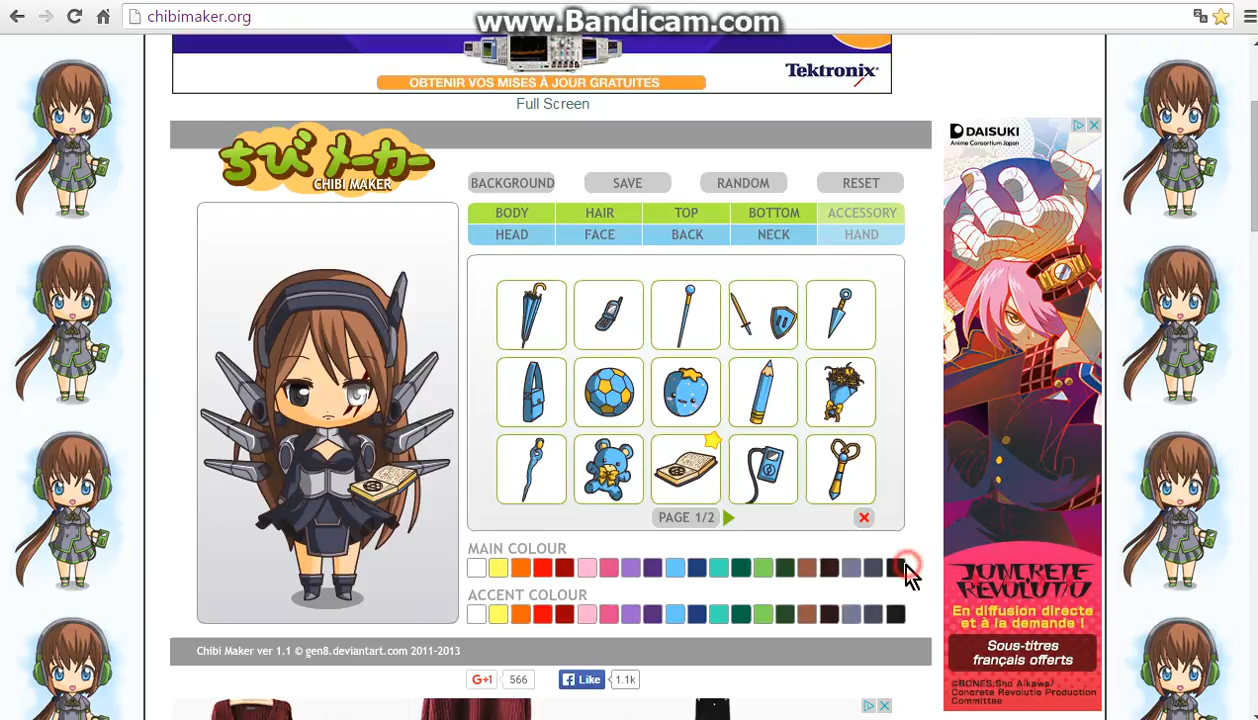 chibimaker.org
www.Bandicam.com
OBTENIR VOS MISES À JOUR GRATUITES
Tektronix®
Full Screen
ちびメーカー
CHIBI MAKER
BACKGROUND SAVE RANDOM RESET
BODY HAIR TOP BOTTOM ACCESSORY
HEAD FACE BACK NECK HAND
PAGE 1/2
MAIN COLOUR
ACCENT COLOUR
Chibi Maker ver 1.1 © gen8.deviantart.com 2011-2013
G+1 566 Like 1.1k
DAISUKI
Anime Consortium Japan
CONCRETE
REVOLUTIO
En diffusion directe
et à la demande !
Sous-titres
français offerts
©BONES·Sho Aikawa/
Concrete Revolutio Production
Committee